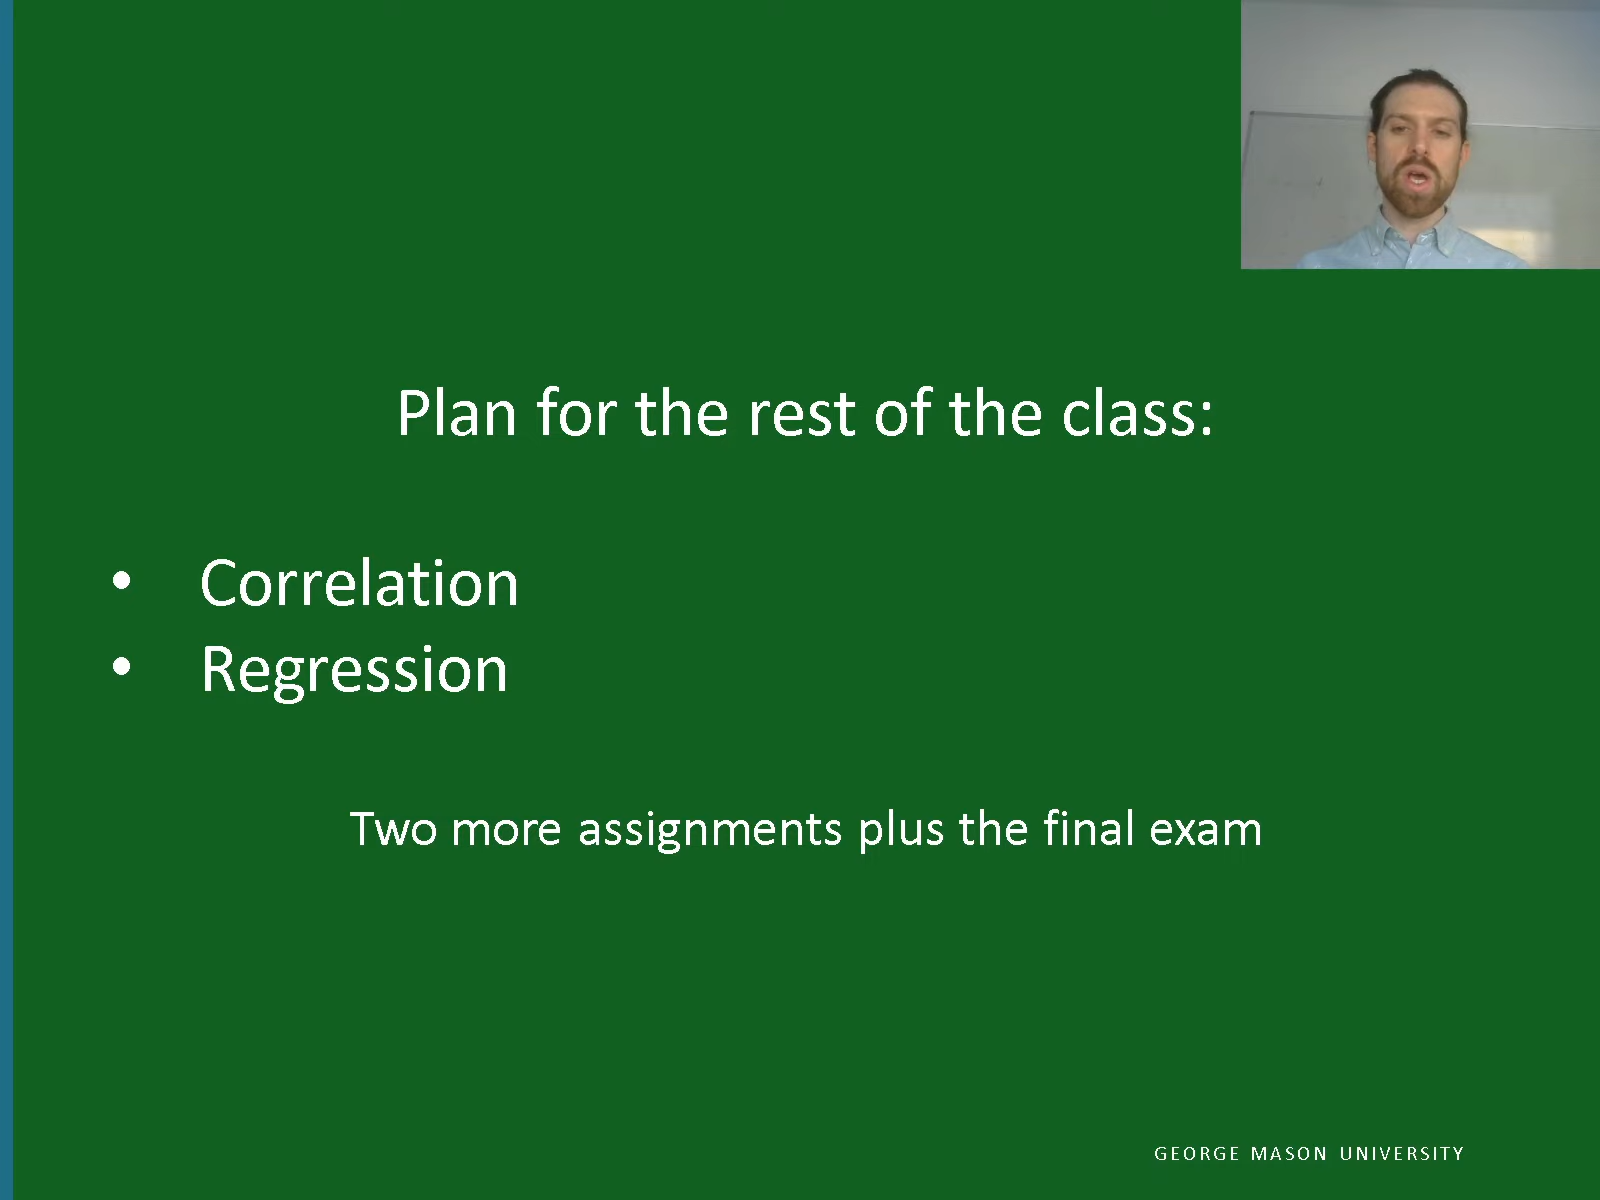 Plan for the rest of the class:
• Correlation
• Regression
Two more assignments plus the final exam
GEORGE MASON UNIVERSITY